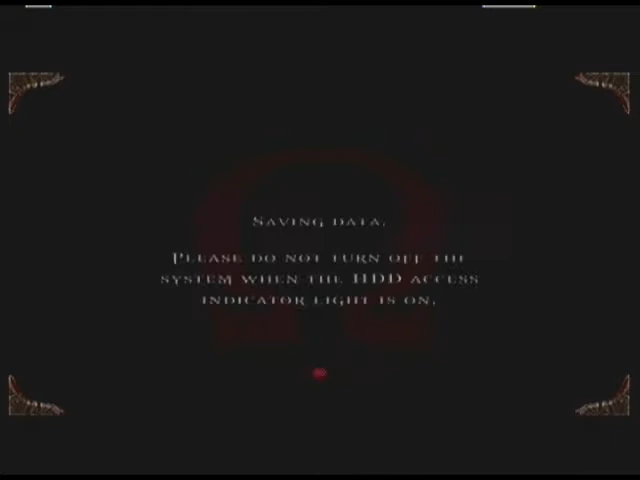 Saving data.
Please do not turn off the
system when the HDD access
indicator light is on.